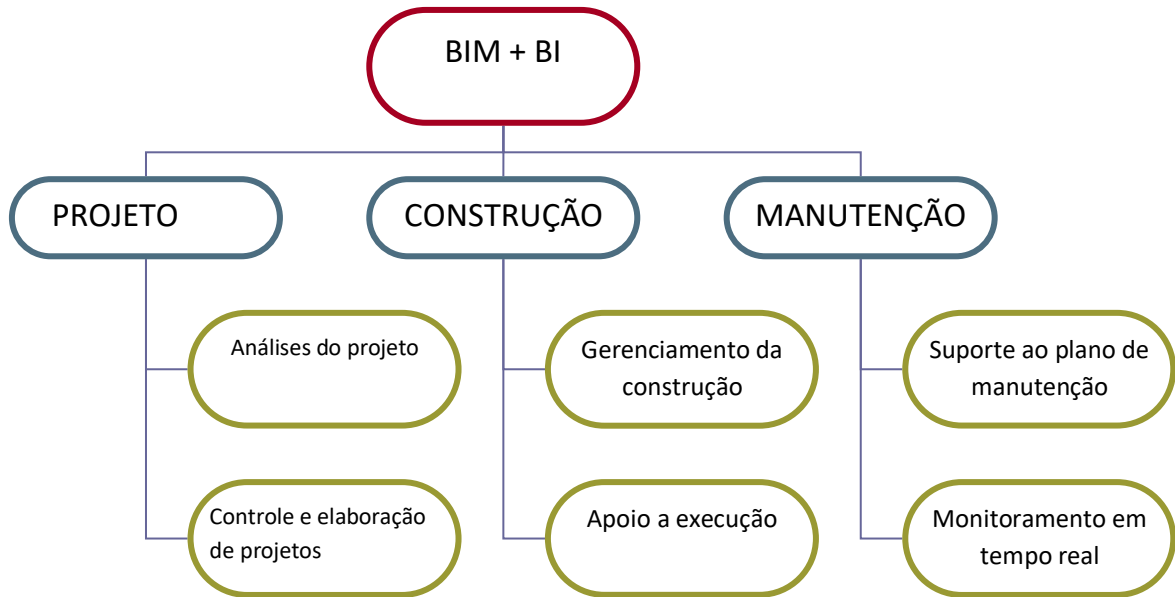 BIM + BI
PROJETO
CONSTRUÇÃO
MANUTENÇÃO
Análises do projeto
Gerenciamento da
construção
Suporte ao plano de
manutenção
Controle e elaboração
de projetos
Apoio a execução
Monitoramento em
tempo real